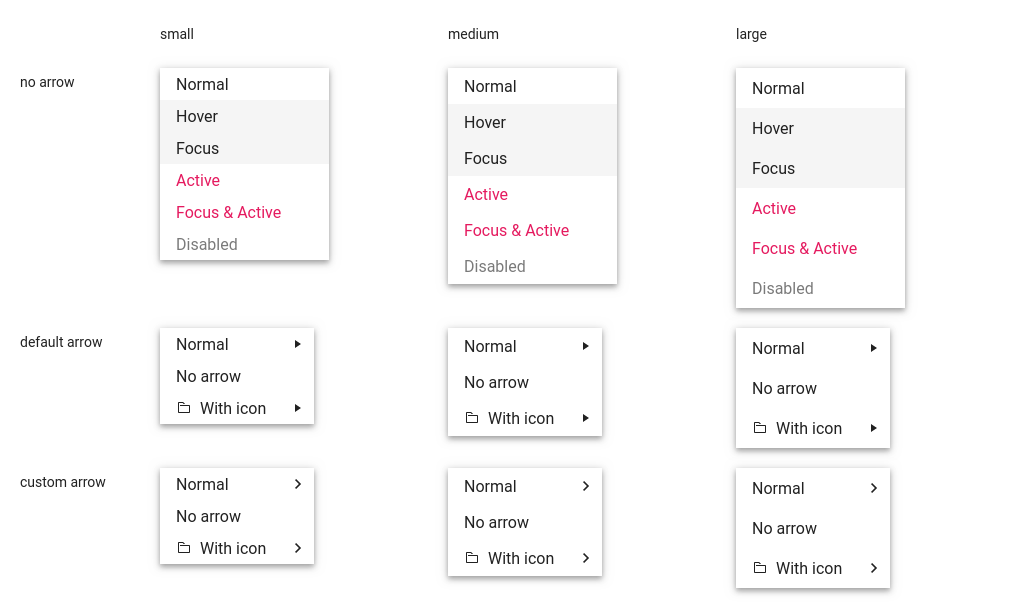 small medium large
no arrow
Normal Normal Normal
Hover Hover Hover
Focus Focus Focus
Active Active Active
Focus & Active Focus & Active Focus & Active
Disabled Disabled Disabled
default arrow
Normal Normal Normal
No arrow No arrow No arrow
With icon With icon With icon
custom arrow
Normal Normal Normal
No arrow No arrow No arrow
With icon With icon With icon